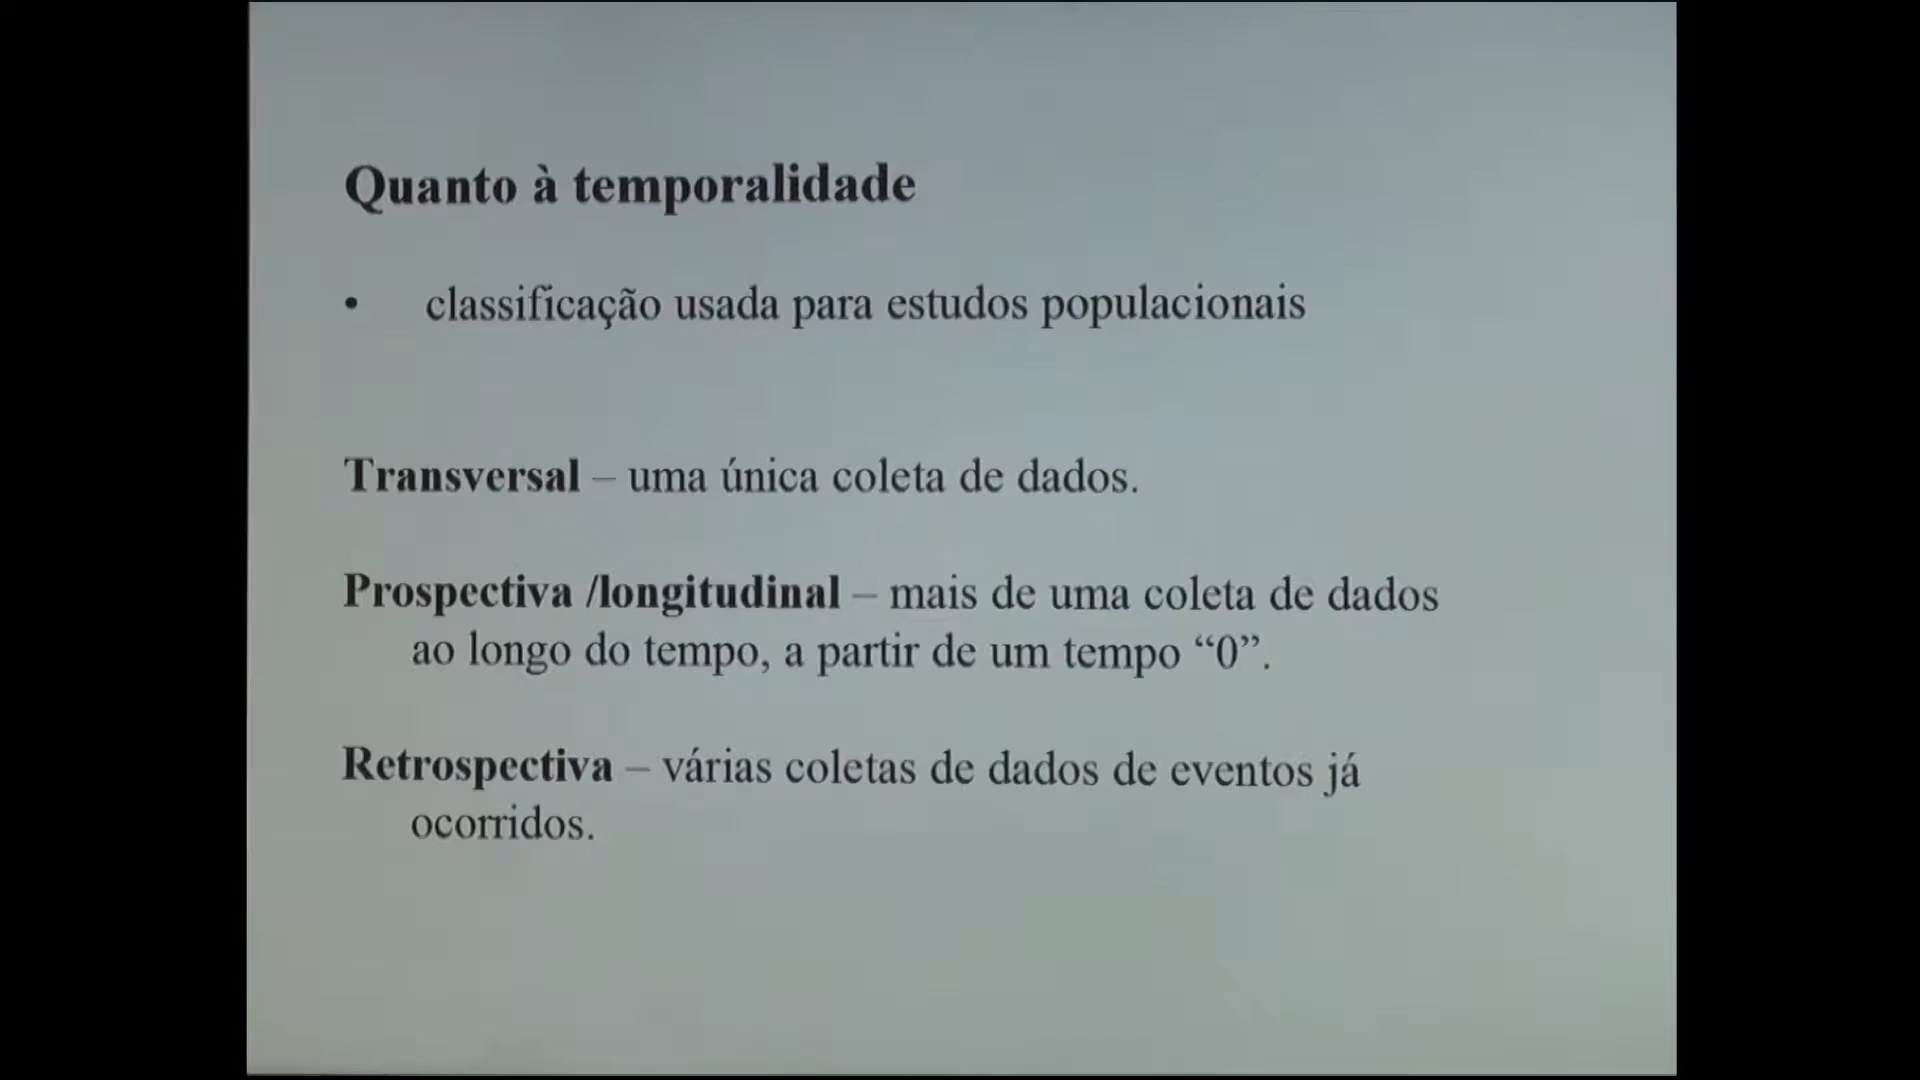 Quanto à temporalidade
• classificação usada para estudos populacionais
Transversal – uma única coleta de dados.
Prospectiva /longitudinal – mais de uma coleta de dados
ao longo do tempo, a partir de um tempo “0”.
Retrospectiva – várias coletas de dados de eventos já
ocorridos.